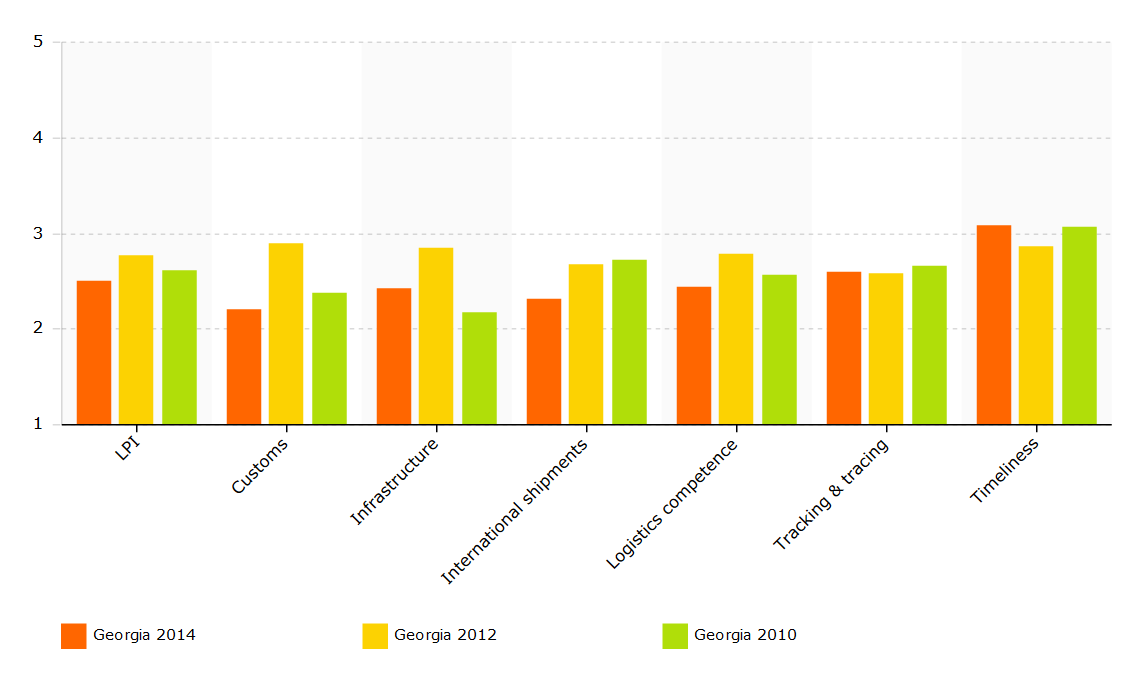 5
4
3
2
1
LPI
Customs
Infrastructure
International shipments
Logistics competence
Tracking & tracing
Timeliness
Georgia 2014
Georgia 2012
Georgia 2010